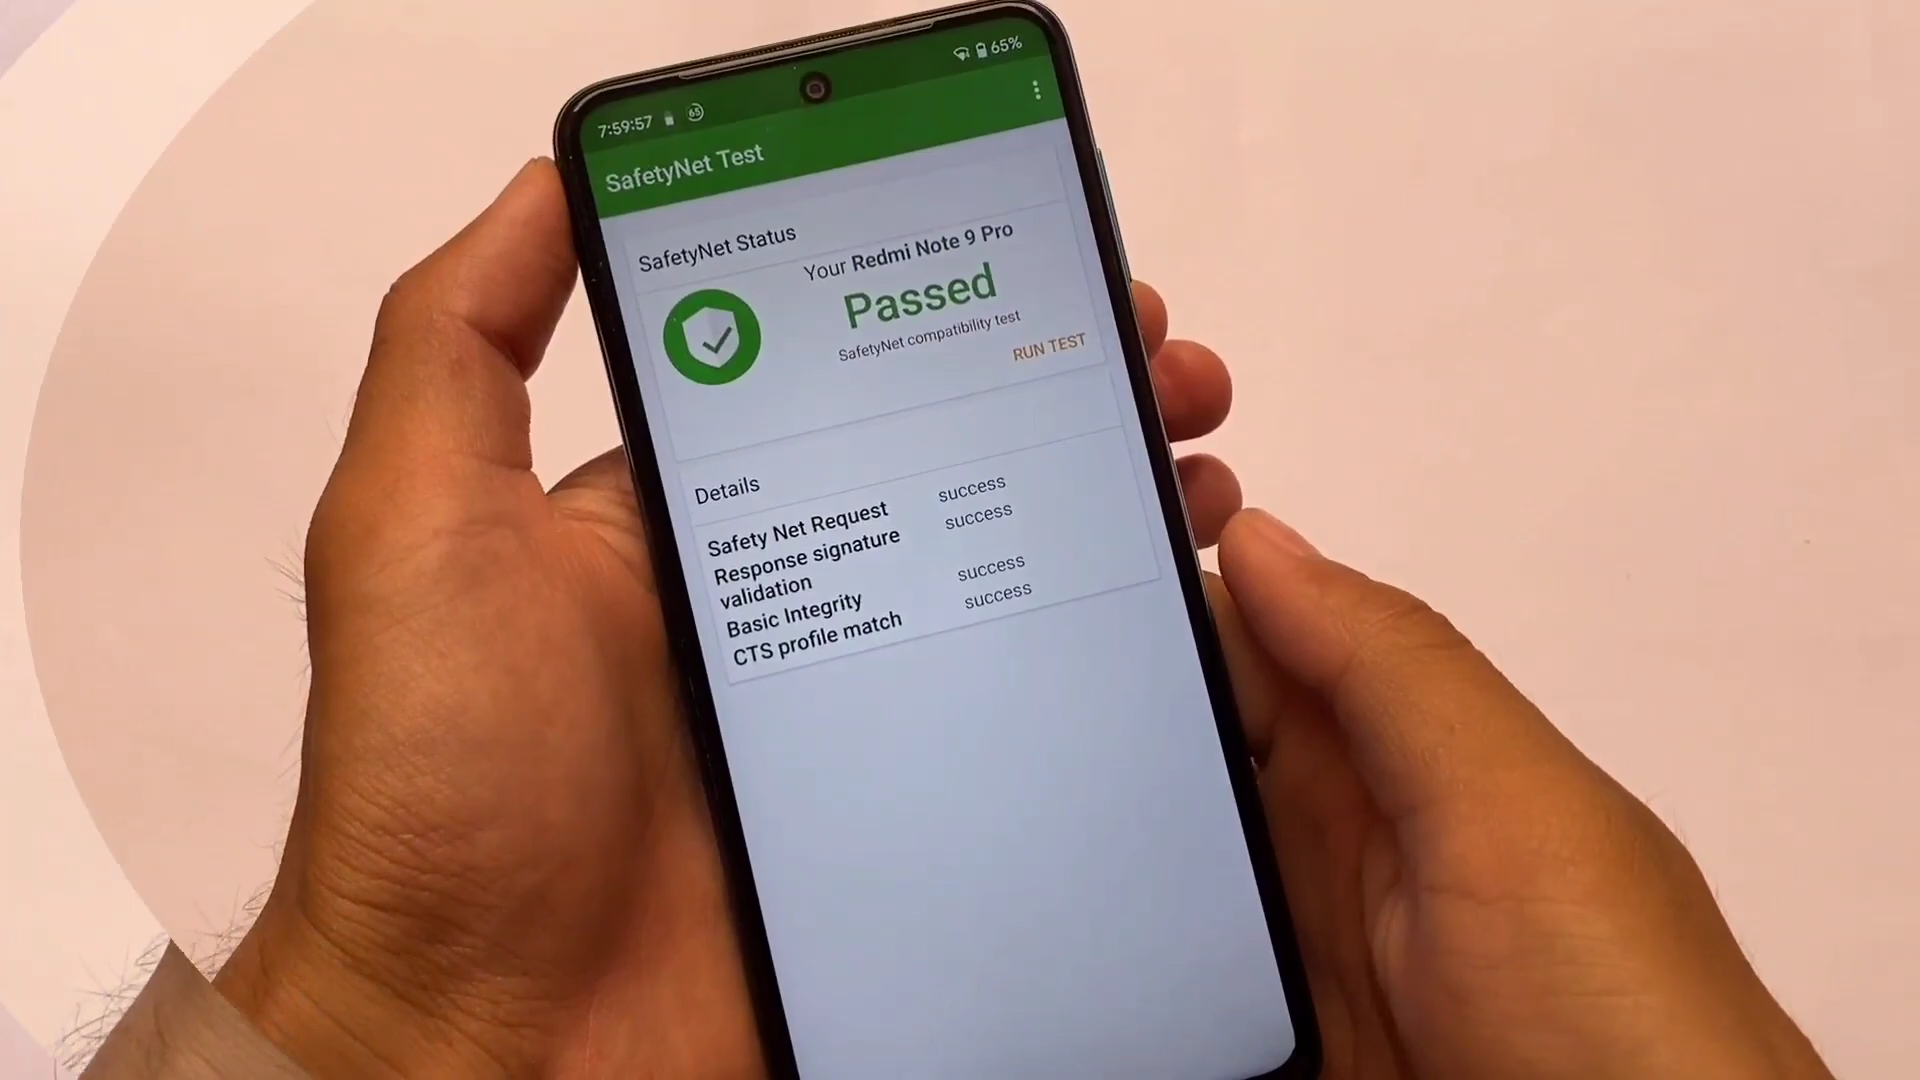 7:59:57 65 65%
SafetyNet Test
SafetyNet Status
Your Redmi Note 9 Pro
Passed
SafetyNet compatibility test
RUN TEST
Details
Safety Net Request success
Response signature validation success
Basic Integrity success
CTS profile match success